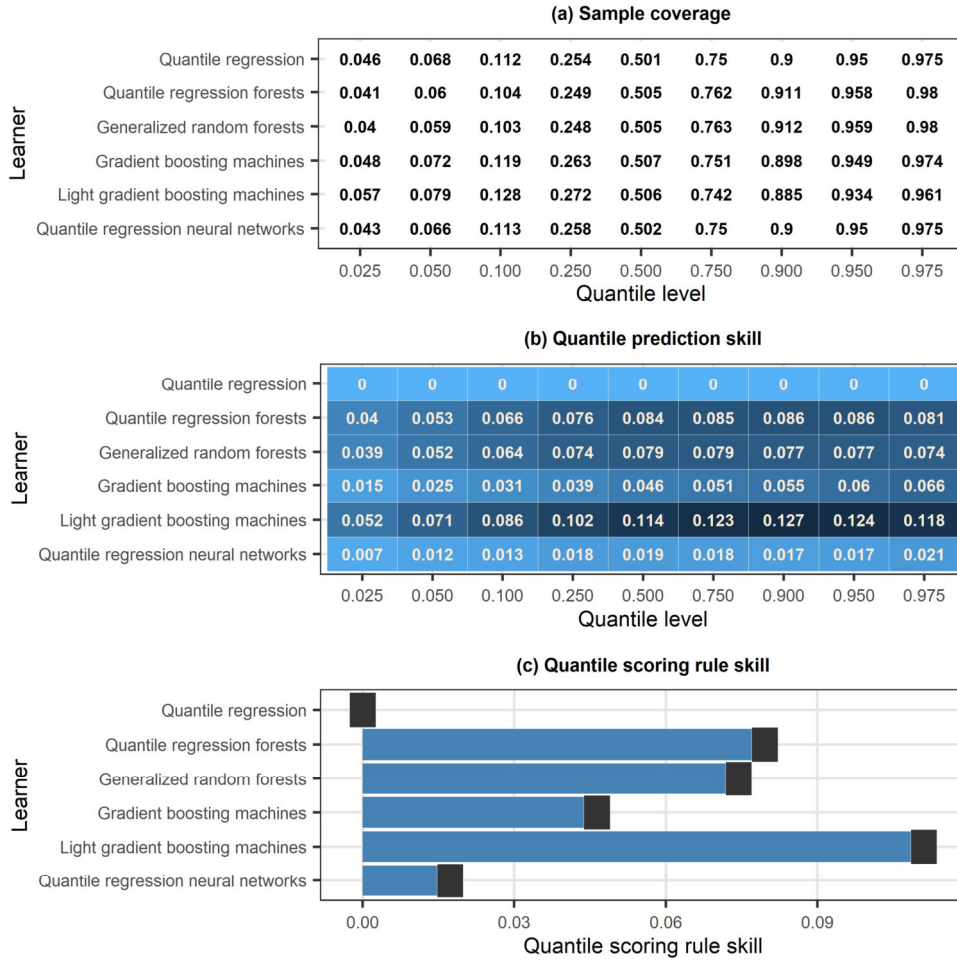 (a) Sample coverage
Learner
Quantile regression 0.046 0.068 0.112 0.254 0.501 0.75 0.9 0.95 0.975
Quantile regression forests 0.041 0.06 0.104 0.249 0.505 0.762 0.911 0.958 0.98
Generalized random forests 0.04 0.059 0.103 0.248 0.505 0.763 0.912 0.959 0.98
Gradient boosting machines 0.048 0.072 0.119 0.263 0.507 0.751 0.898 0.949 0.974
Light gradient boosting machines 0.057 0.079 0.128 0.272 0.506 0.742 0.885 0.934 0.961
Quantile regression neural networks 0.043 0.066 0.113 0.258 0.502 0.75 0.9 0.95 0.975
0.025 0.050 0.100 0.250 0.500 0.750 0.900 0.950 0.975
Quantile level
(b) Quantile prediction skill
Learner
Quantile regression 0 0 0 0 0 0 0 0 0
Quantile regression forests 0.04 0.053 0.066 0.076 0.084 0.085 0.086 0.086 0.081
Generalized random forests 0.039 0.052 0.064 0.074 0.079 0.079 0.077 0.077 0.074
Gradient boosting machines 0.015 0.025 0.031 0.039 0.046 0.051 0.055 0.06 0.066
Light gradient boosting machines 0.052 0.071 0.086 0.102 0.114 0.123 0.127 0.124 0.118
Quantile regression neural networks 0.007 0.012 0.013 0.018 0.019 0.018 0.017 0.017 0.021
0.025 0.050 0.100 0.250 0.500 0.750 0.900 0.950 0.975
Quantile level
(c) Quantile scoring rule skill
Learner
Quantile regression
Quantile regression forests
Generalized random forests
Gradient boosting machines
Light gradient boosting machines
Quantile regression neural networks
0.00 0.03 0.06 0.09
Quantile scoring rule skill